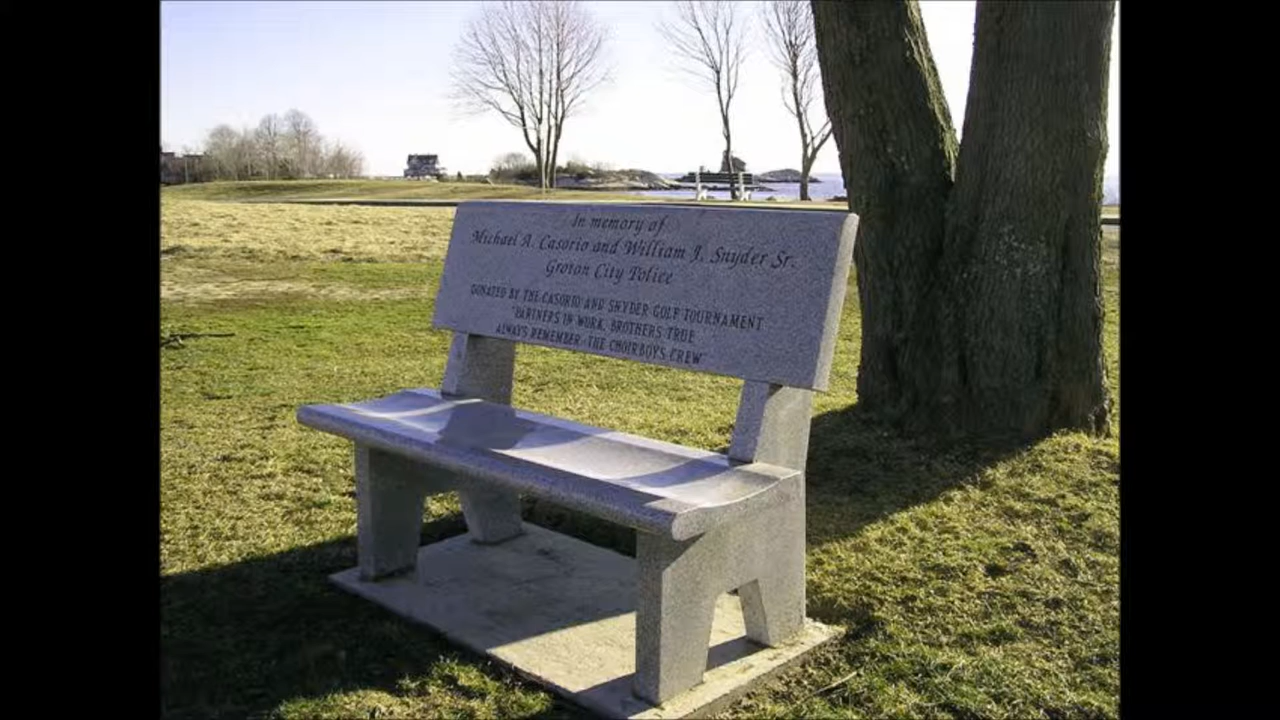 In memory of
Michael A. Casorio and William J. Snyder Sr.
Groton City Police
DONATED BY THE CASORIO AND SNYDER GOLF TOURNAMENT
"PARTNERS IN WORK, BROTHERS TRUE
ALWAYS REMEMBER, THE CHOIRBOYS CREW"